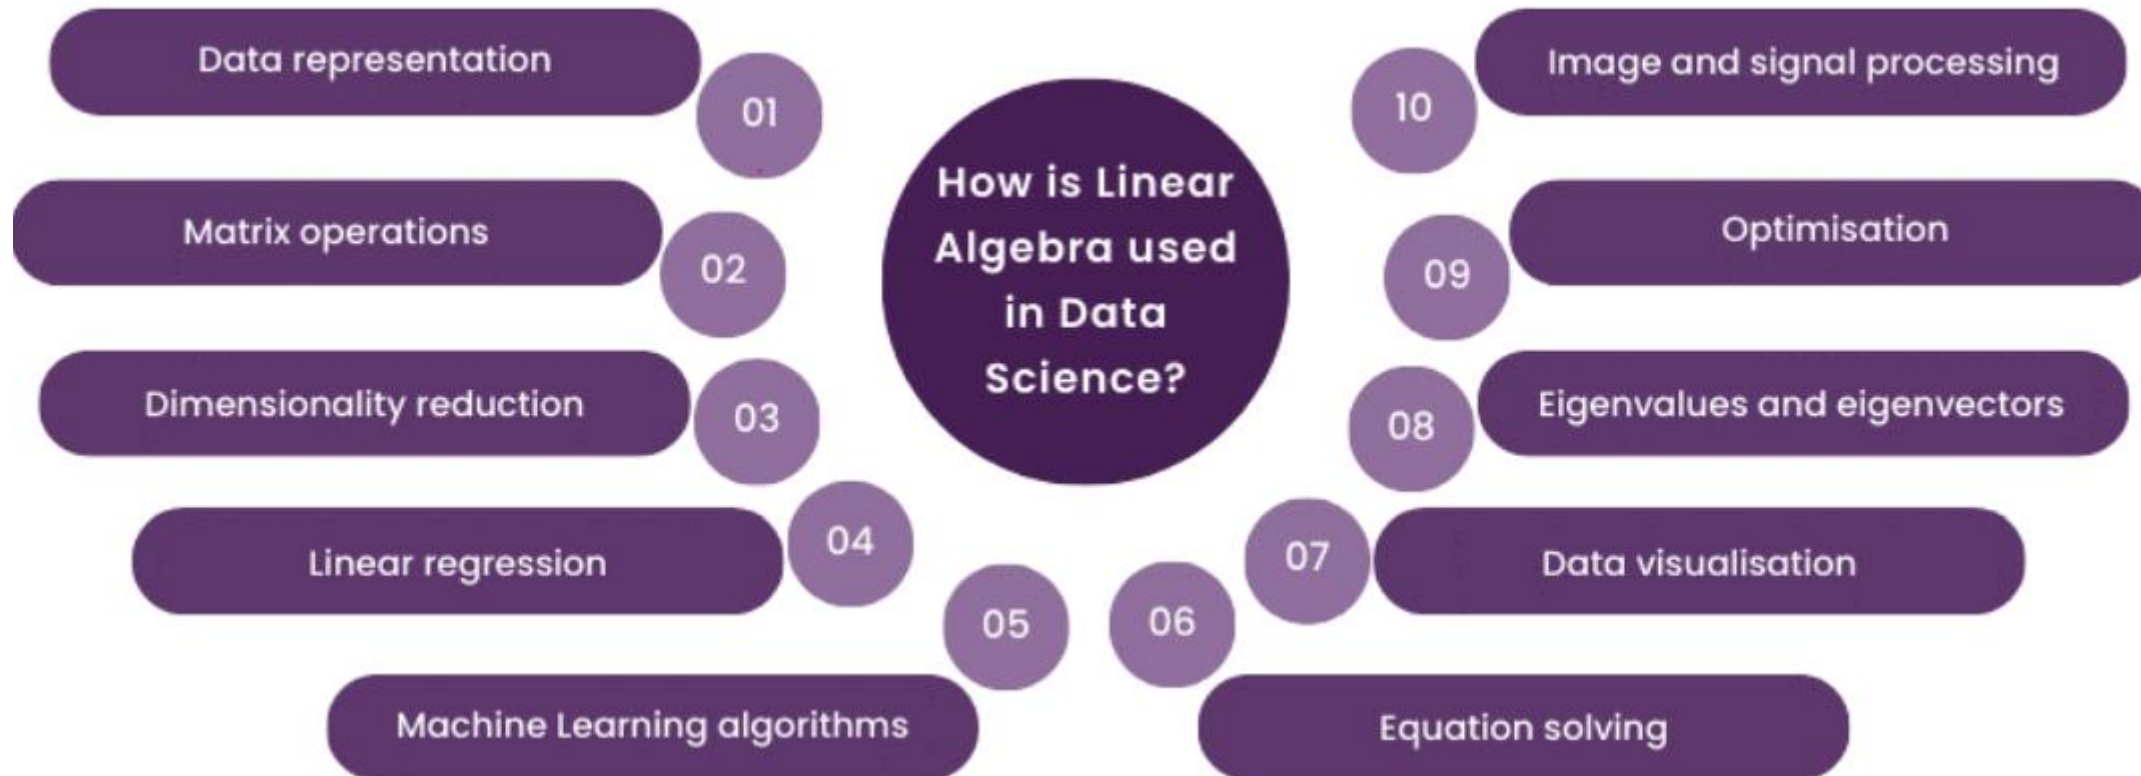 How is Linear
Algebra used
in Data
Science?
01
Data representation
02
Matrix operations
03
Dimensionality reduction
04
Linear regression
05
Machine Learning algorithms
06
Equation solving
07
Data visualisation
08
Eigenvalues and eigenvectors
09
Optimisation
10
Image and signal processing